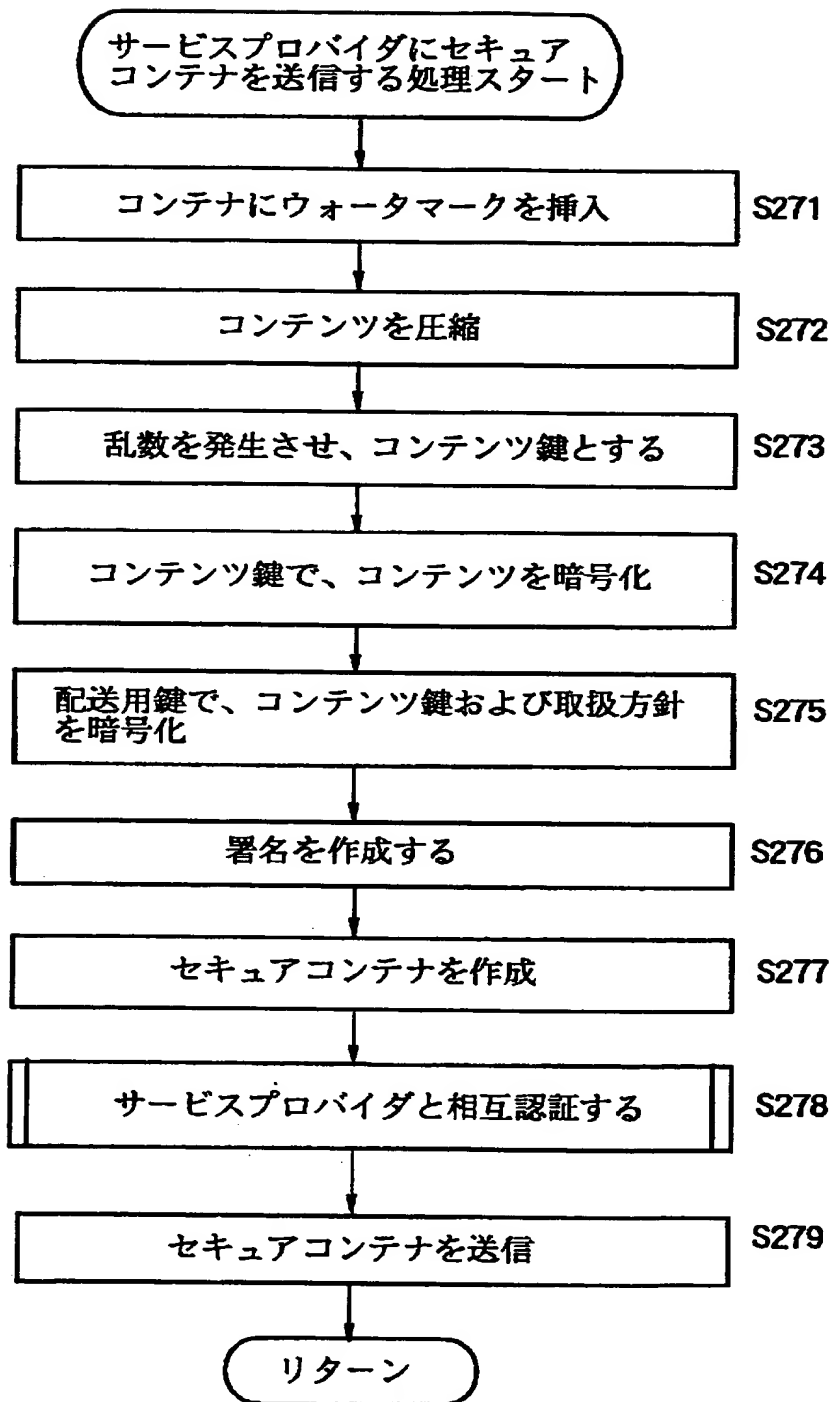 サービスプロバイダにセキュア
コンテナを送信する処理スタート
コンテナにウォータマークを挿入 S271
コンテンツを圧縮 S272
乱数を発生させ、コンテンツ鍵とする S273
コンテンツ鍵で、コンテンツを暗号化 S274
配送用鍵で、コンテンツ鍵および取扱方針
を暗号化 S275
署名を作成する S276
セキュアコンテナを作成 S277
サービスプロバイダと相互認証する S278
セキュアコンテナを送信 S279
リターン